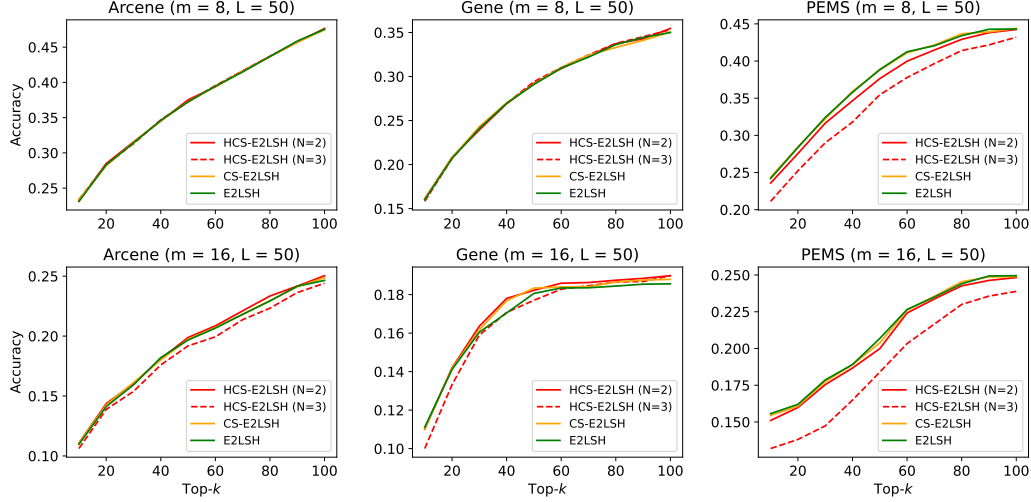 Arcene (m = 8, L = 50)
Accuracy
0.45
0.40
0.35
0.30
0.25
20
40
60
80
100
HCS-E2LSH (N=2)
HCS-E2LSH (N=3)
CS-E2LSH
E2LSH
Gene (m = 8, L = 50)
0.35
0.30
0.25
0.20
0.15
20
40
60
80
100
HCS-E2LSH (N=2)
HCS-E2LSH (N=3)
CS-E2LSH
E2LSH
PEMS (m = 8, L = 50)
0.45
0.40
0.35
0.30
0.25
0.20
20
40
60
80
100
HCS-E2LSH (N=2)
HCS-E2LSH (N=3)
CS-E2LSH
E2LSH
Arcene (m = 16, L = 50)
Accuracy
0.25
0.20
0.15
0.10
20
40
60
80
100
Top-k
HCS-E2LSH (N=2)
HCS-E2LSH (N=3)
CS-E2LSH
E2LSH
Gene (m = 16, L = 50)
0.18
0.16
0.14
0.12
0.10
20
40
60
80
100
Top-k
HCS-E2LSH (N=2)
HCS-E2LSH (N=3)
CS-E2LSH
E2LSH
PEMS (m = 16, L = 50)
0.250
0.225
0.200
0.175
0.150
20
40
60
80
100
Top-k
HCS-E2LSH (N=2)
HCS-E2LSH (N=3)
CS-E2LSH
E2LSH